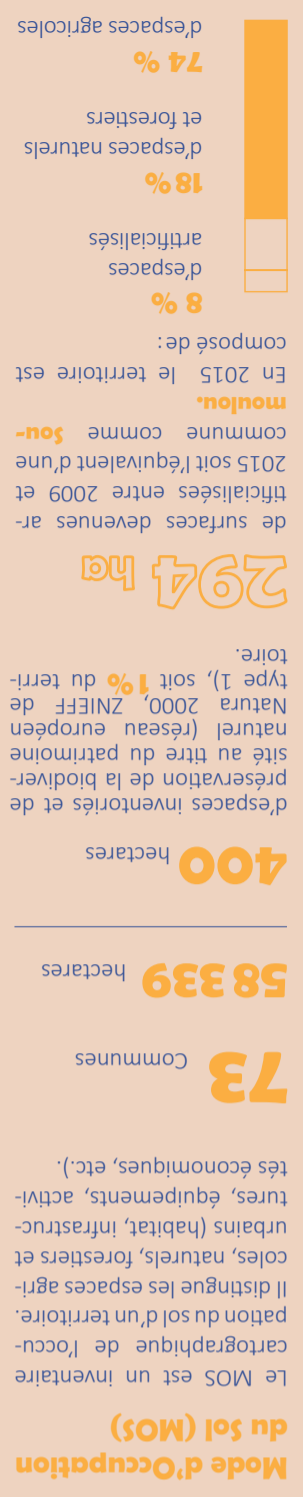 Mode d'Occupation
du Sol (MOS)
Le MOS est un inventaire
cartographique de l'occu-
pation du sol d'un territoire.
Il distingue les espaces agri-
coles, naturels, forestiers et
urbains (habitat, infrastruc-
tures, équipements, activi-
tés économiques, etc.).
73 Communes
58 339 hectares
400 hectares
d'espaces inventoriés et de
préservation de la biodiver-
sité au titre du patrimoine
naturel (réseau européen
Natura 2000, ZNIEFF de
type 1), soit 1 % du terri-
toire.
294 ha
de surfaces devenues ar-
tificialisées entre 2009 et
2015 soit l'équivalent d'une
commune comme Sou-
moulou.
En 2015 le territoire est
composé de :
8 %
d'espaces
artificialisés
18 %
d'espaces naturels
et forestiers
74 %
d'espaces agricoles